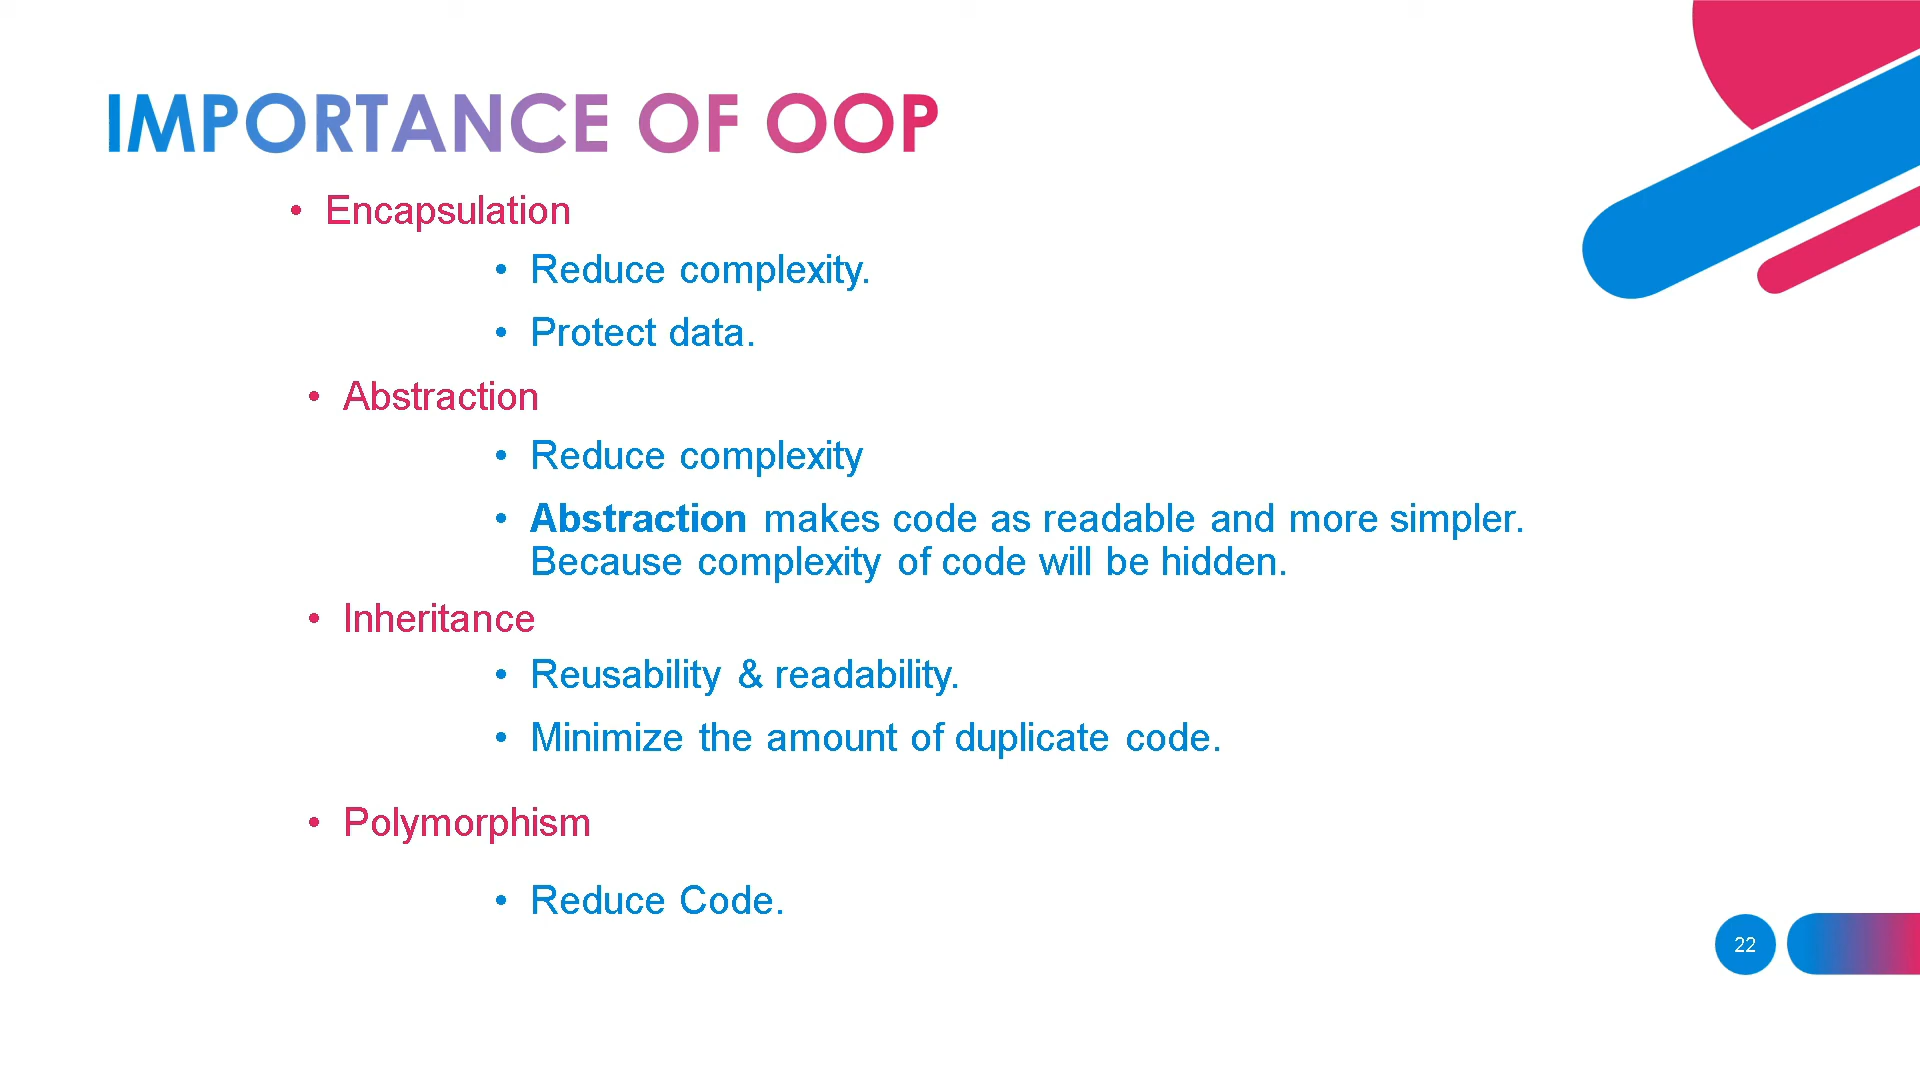 IMPORTANCE OF OOP
• Encapsulation
• Reduce complexity.
• Protect data.
• Abstraction
• Reduce complexity
• Abstraction makes code as readable and more simpler.
Because complexity of code will be hidden.
• Inheritance
• Reusability & readability.
• Minimize the amount of duplicate code.
• Polymorphism
• Reduce Code.
22